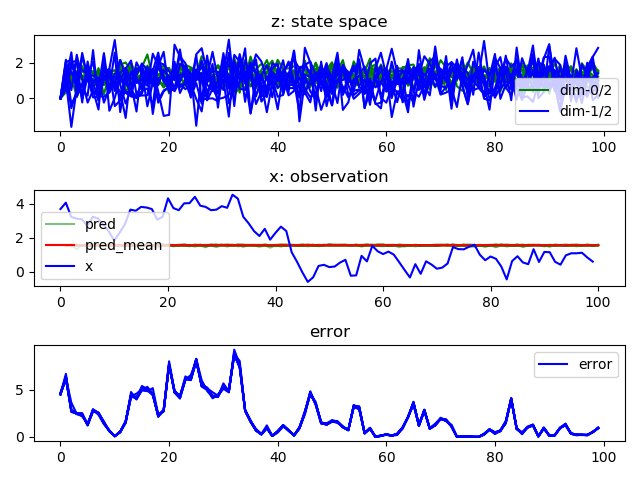 z: state space
2
0
dim-0/2
dim-1/2
0 20 40 60 80 100
x: observation
4
2
0
pred
pred_mean
x
0 20 40 60 80 100
error
5
0
error
0 20 40 60 80 100